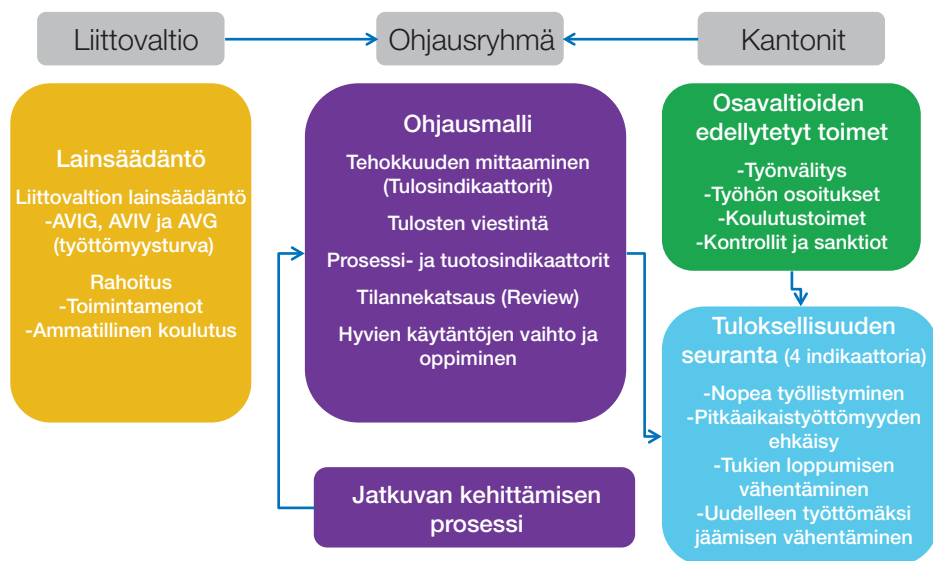 Liittovaltio
Ohjausryhmä
Kantonit
Lainsäädäntö
Liittovaltion lainsäädäntö
-AVIG, AVIV ja AVG
(työttömyysturva)
Rahoitus
-Toimintamenot
-Ammatillinen koulutus
Ohjausmalli
Tehokkuuden mittaaminen
(Tulosindikaattorit)
Tulosten viestintä
Prosessi- ja tuotosindikaattorit
Tilannekatsaus (Review)
Hyvien käytäntöjen vaihto ja
oppiminen
Jatkuvan kehittämisen
prosessi
Osavaltioiden
edellytetyt toimet
-Työnvälitys
-Työhön osoitukset
-Koulutustoimet
-Kontrollit ja sanktiot
Tuloksellisuuden
seuranta (4 indikaattoria)
-Nopea työllistyminen
-Pitkäaikaistyöttömyyden
ehkäisy
-Tukien loppumisen
vähentäminen
-Uudelleen työttömäksi
jäämisen vähentäminen